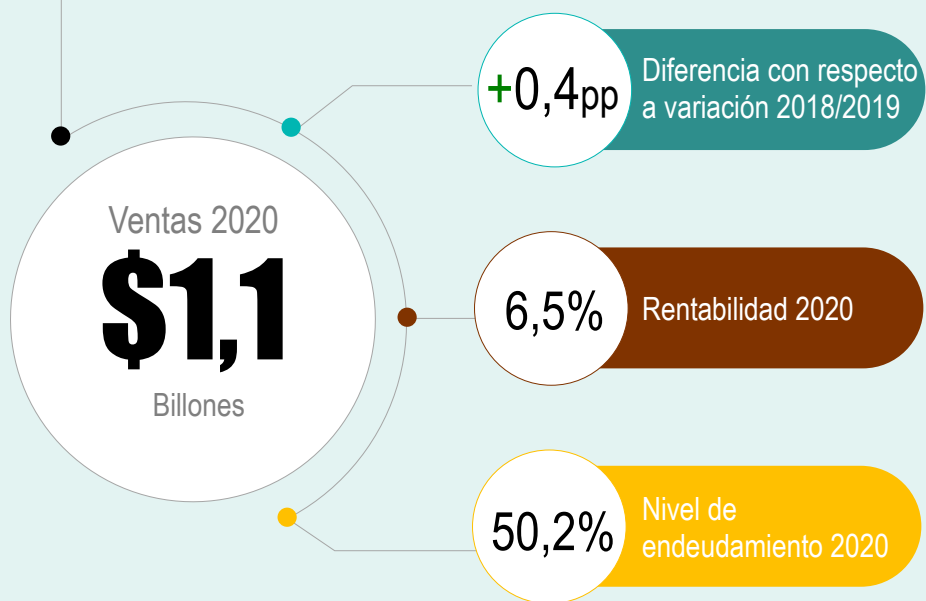 Ventas 2020
$1,1
Billones
+0,4pp
Diferencia con respecto
a variación 2018/2019
6,5%
Rentabilidad 2020
50,2%
Nivel de
endeudamiento 2020